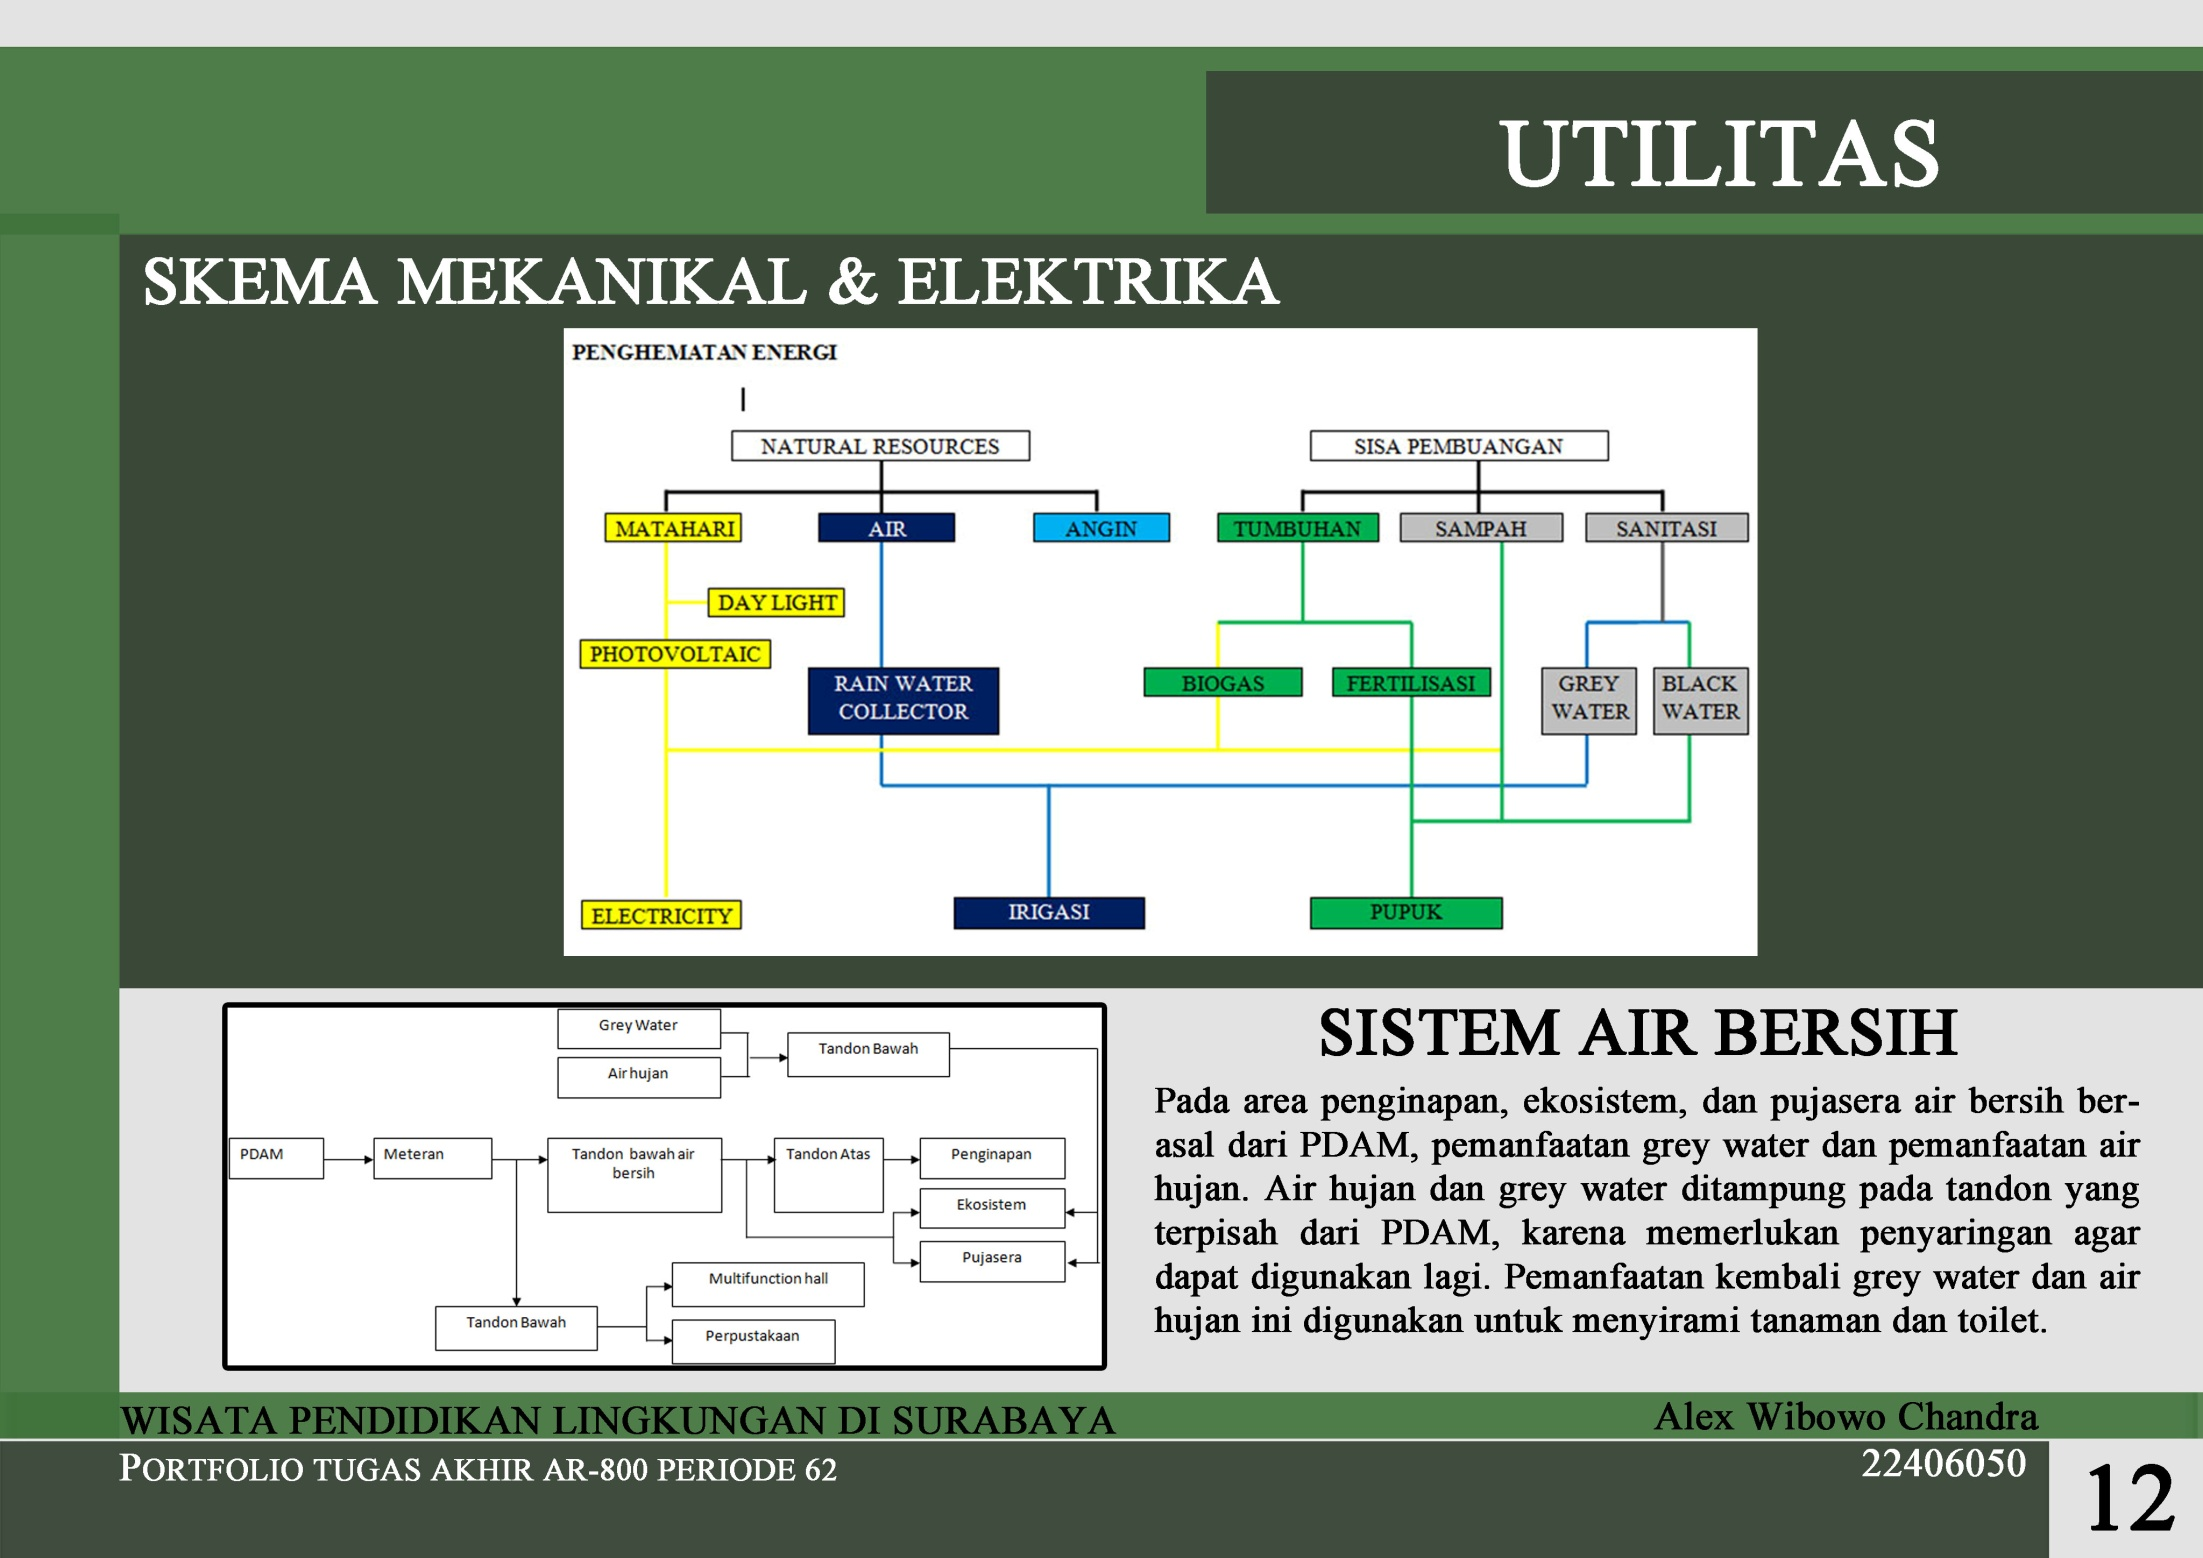 UTILITAS
SKEMA MEKANIKAL & ELEKTRIKA
PENGHEMATAN ENERGI
NATURAL RESOURCES
SISA PEMBUANGAN
MATAHARI
AIR
ANGIN
TUMBUHAN
SAMPAH
SANITASI
DAY LIGHT
PHOTOVOLTAIC
RAIN WATER
COLLECTOR
BIOGAS
FERTILISASI
GREY
WATER
BLACK
WATER
ELECTRICITY
IRIGASI
PUPUK
Grey Water
Air hujan
Tandon Bawah
PDAM
Meteran
Tandon bawah air
bersih
Tandon Atas
Penginapan
Ekosistem
Pujasera
Multifunction hall
Tandon Bawah
Perpustakaan
SISTEM AIR BERSIH
Pada area penginapan, ekosistem, dan pujasera air bersih ber-
asal dari PDAM, pemanfaatan grey water dan pemanfaatan air
hujan. Air hujan dan grey water ditampung pada tandon yang
terpisah dari PDAM, karena memerlukan penyaringan agar
dapat digunakan lagi. Pemanfaatan kembali grey water dan air
hujan ini digunakan untuk menyirami tanaman dan toilet.
WISATA PENDIDIKAN LINGKUNGAN DI SURABAYA
Alex Wibowo Chandra
PORTFOLIO TUGAS AKHIR AR-800 PERIODE 62
22406050
12